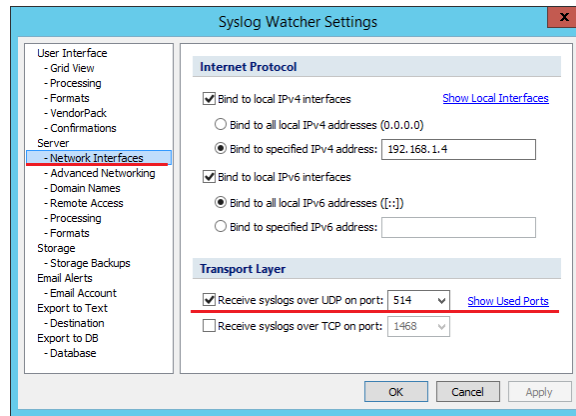 Syslog Watcher Settings
x
User Interface
- Grid View
- Processing
- Formats
- VendorPack
- Confirmations
Server
- Network Interfaces
- Advanced Networking
- Domain Names
- Remote Access
- Processing
- Formats
Storage
- Storage Backups
Email Alerts
- Email Account
Export to Text
- Destination
Export to DB
- Database
Internet Protocol
Bind to local IPv4 interfaces Show Local Interfaces
Bind to all local IPv4 addresses (0.0.0.0)
Bind to specified IPv4 address: 192.168.1.4
Bind to local IPv6 interfaces
Bind to all local IPv6 addresses ([::])
Bind to specified IPv6 address:
Transport Layer
Receive syslogs over UDP on port: 514 Show Used Ports
Receive syslogs over TCP on port: 1468
OK Cancel Apply